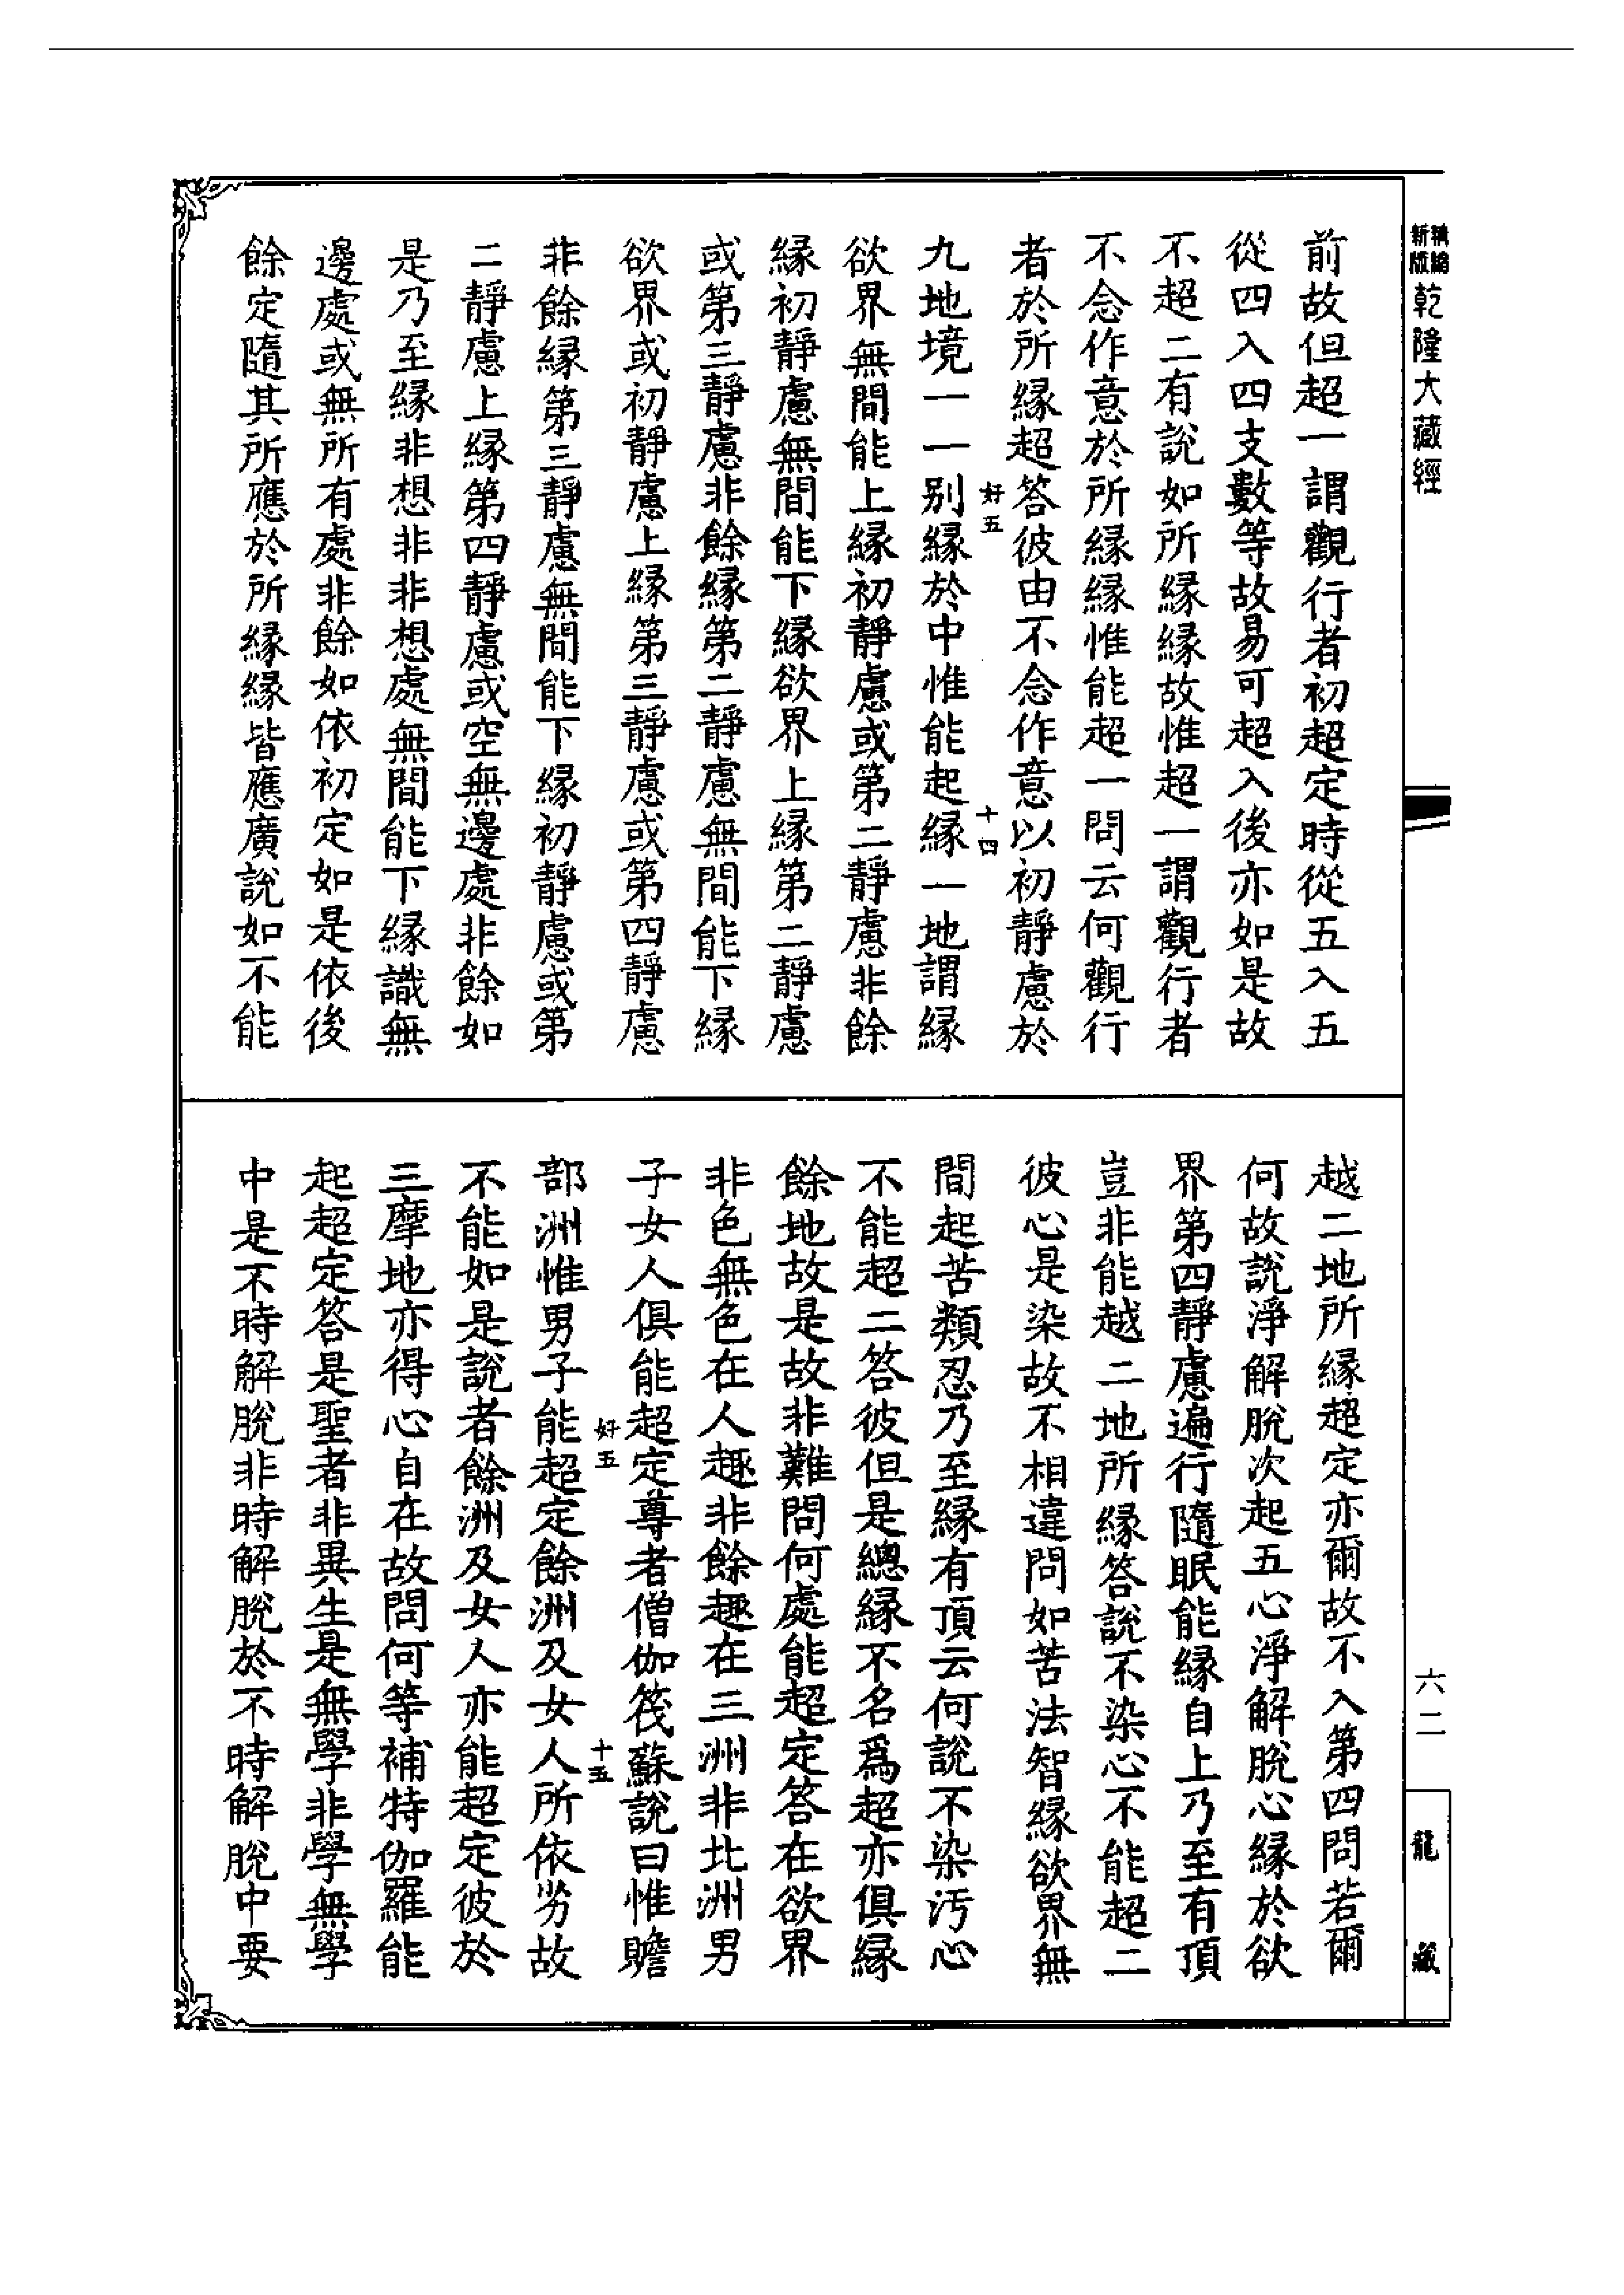 新版精縮乾隆大藏經
前故但超一謂觀行者初超定時從五入五
從四入四支數等故易可超入後亦如是故
不超二有說如所緣緣故惟超一謂觀行者
不念作意於所緣緣惟能超一問云何觀行
者於所緣超答彼由不念作意以初靜慮於
好五
十四
九地境一一別緣於中惟能起緣一地謂緣
欲界無間能上緣初靜慮或第二靜慮非餘
緣初靜慮無間能下緣欲界上緣第二靜慮
或第三靜慮非餘緣第二靜慮無間能下緣
欲界或初靜慮上緣第三靜慮或第四靜慮
非餘緣第三靜慮無間能下緣初靜慮或第
二靜慮上緣第四靜慮或空無邊處非餘如
是乃至緣非想非非想處無間能下緣識無
邊處或無所有處非餘如依初定如是依後
餘定隨其所應於所緣緣皆應廣說如不能
越二地所緣超定亦爾故不入第四問若爾
何故說淨解脫次起五心淨解脫心緣於欲
界第四靜慮遍行隨眠能緣自上乃至有頂
豈非能越二地所緣答說不染心不能超二
彼心是染故不相違問如苦法智緣欲界無
間起苦類忍乃至緣有頂云何說不染污心
不能超二答彼但是總緣不名爲超亦俱緣
餘地故是故非難問何處能超定答在欲界
非色無色在人趣非餘趣在三洲非北洲男
子女人俱能超定尊者僧伽筏蘇說曰惟贍
好五
十五
部洲惟男子能超定餘洲及女人所依劣故
不能如是說者餘洲及女人亦能超定彼於
三摩地亦得心自在故問何等補特伽羅能
起超定答是聖者非異生是無學非學無學
中是不時解脫非時解脫於不時解脫中要
六二
龍藏